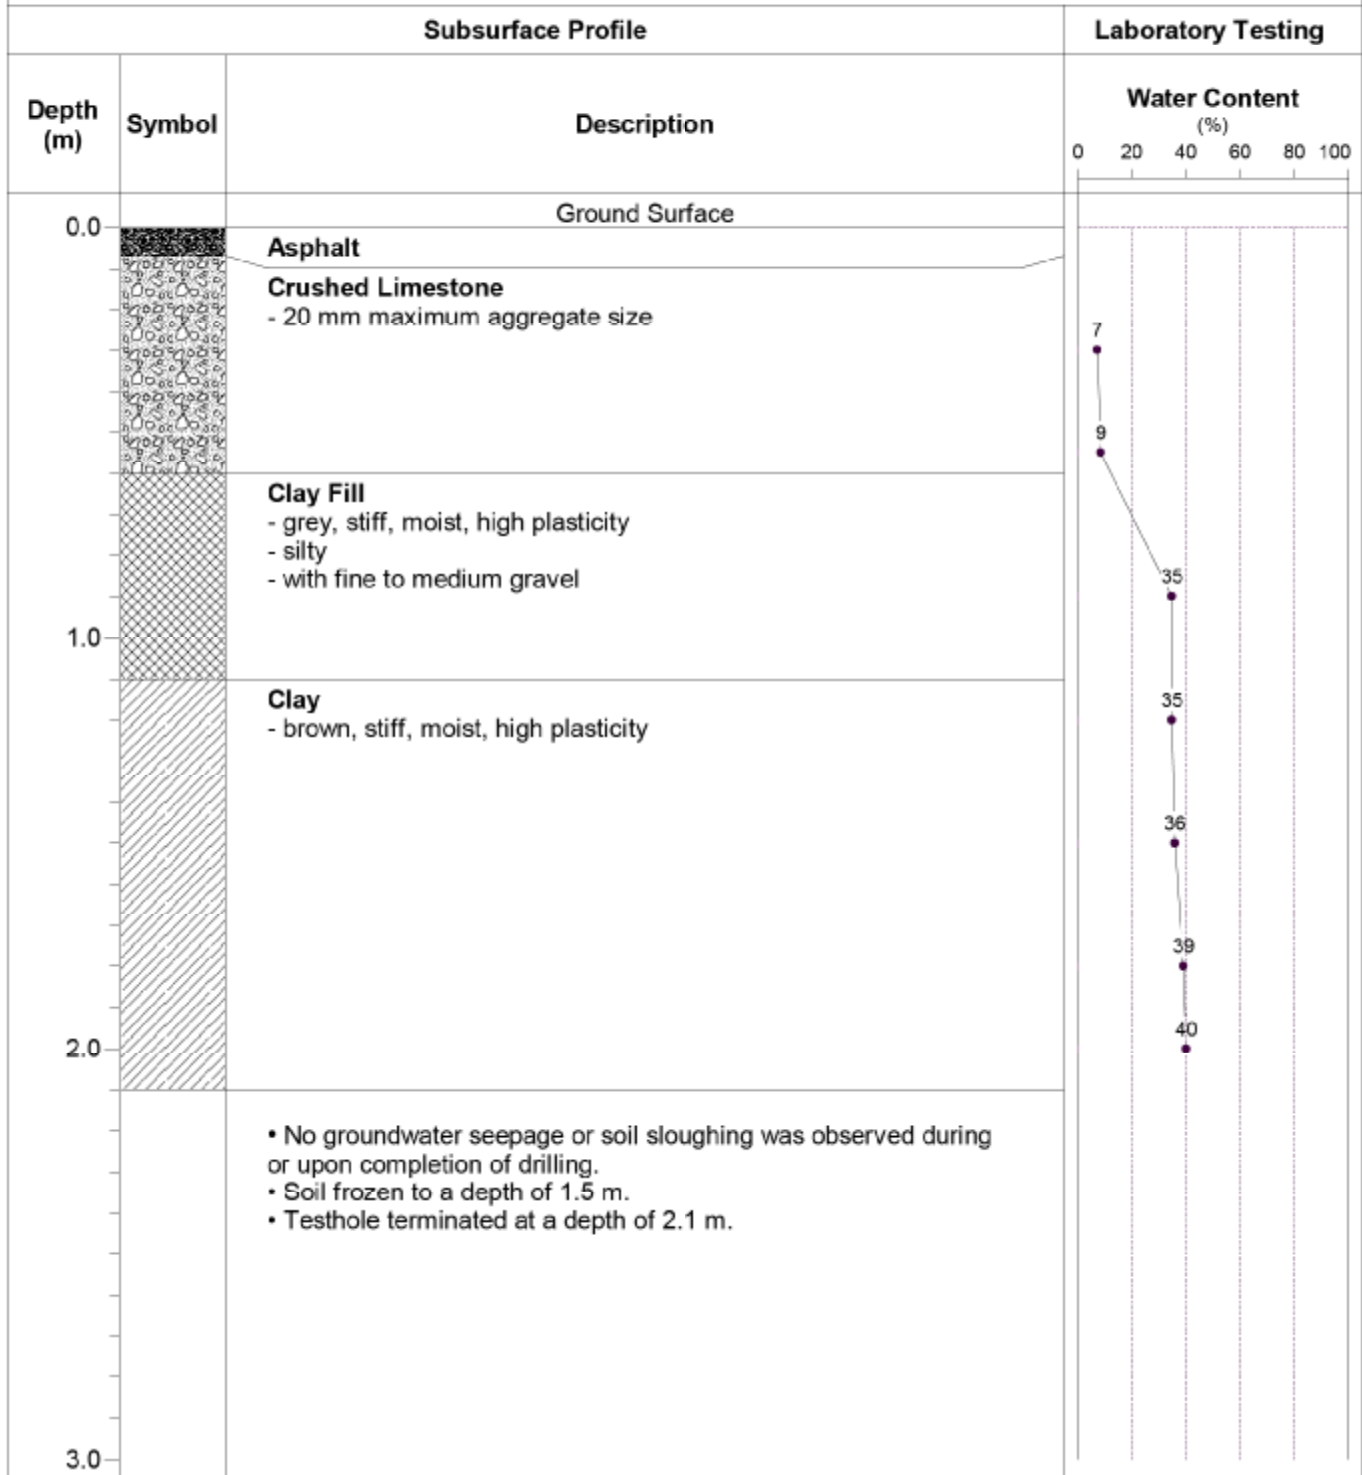 Subsurface Profile
Laboratory Testing
Depth
(m)
Symbol
Description
Water Content
(%)
0 20 40 60 80 100
Ground Surface
0.0
Asphalt
Crushed Limestone
- 20 mm maximum aggregate size
7
9
Clay Fill
- grey, stiff, moist, high plasticity
- silty
- with fine to medium gravel
35
1.0
Clay
- brown, stiff, moist, high plasticity
35
36
39
40
2.0
• No groundwater seepage or soil sloughing was observed during
or upon completion of drilling.
• Soil frozen to a depth of 1.5 m.
• Testhole terminated at a depth of 2.1 m.
3.0